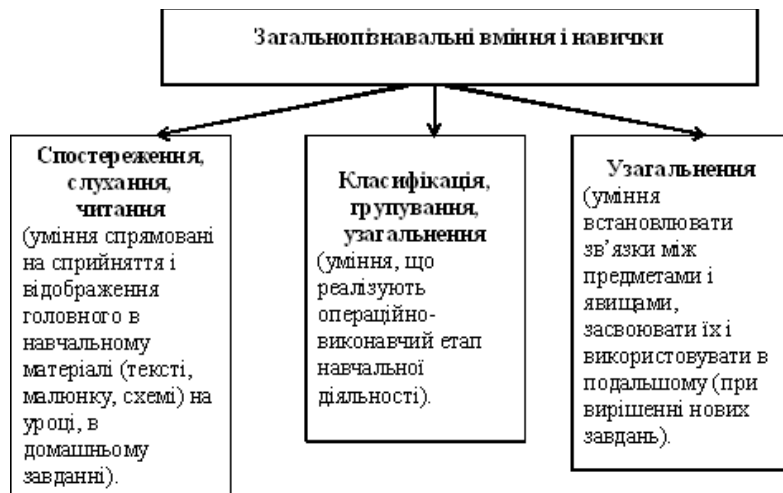 Загальнопізнавальні вміння і навички
Спостереження,
слухання,
читання
(уміння спрямовані
на сприйняття і
відображення
головного в
навчальному
матеріалі (тексті,
малюнку, схемі) на
уроці, в
домашньому
завданні).
Класифікація,
групування,
узагальнення
(уміння, що
реалізують
операційно-
виконавчий етап
навчальної
діяльності).
Узагальнення
(уміння
встановлювати
зв’язки між
предметами і
явищами,
засвоювати їх і
використовувати в
подальшому (при
вирішенні нових
завдань).